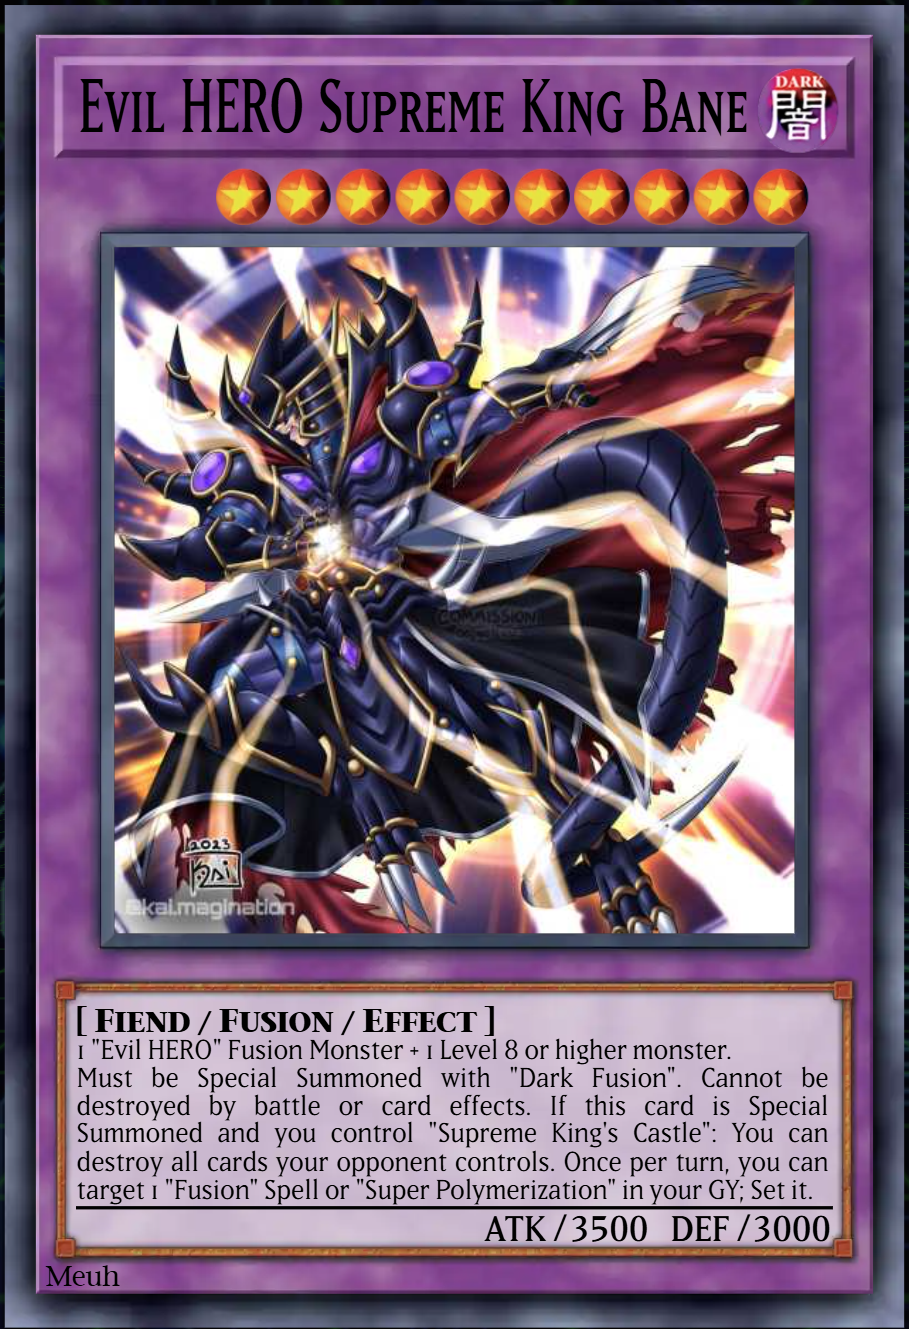 Evil HERO Supreme King Bane
DARK
闇
COMMISSION
2023
Kai
@kai.magination
[ Fiend / Fusion / Effect ]
1 "Evil HERO" Fusion Monster + 1 Level 8 or higher monster.
Must be Special Summoned with "Dark Fusion". Cannot be
destroyed by battle or card effects. If this card is Special
Summoned and you control "Supreme King's Castle": You can
destroy all cards your opponent controls. Once per turn, you can
target 1 "Fusion" Spell or "Super Polymerization" in your GY; Set it.
ATK/3500 DEF/3000
Meuh